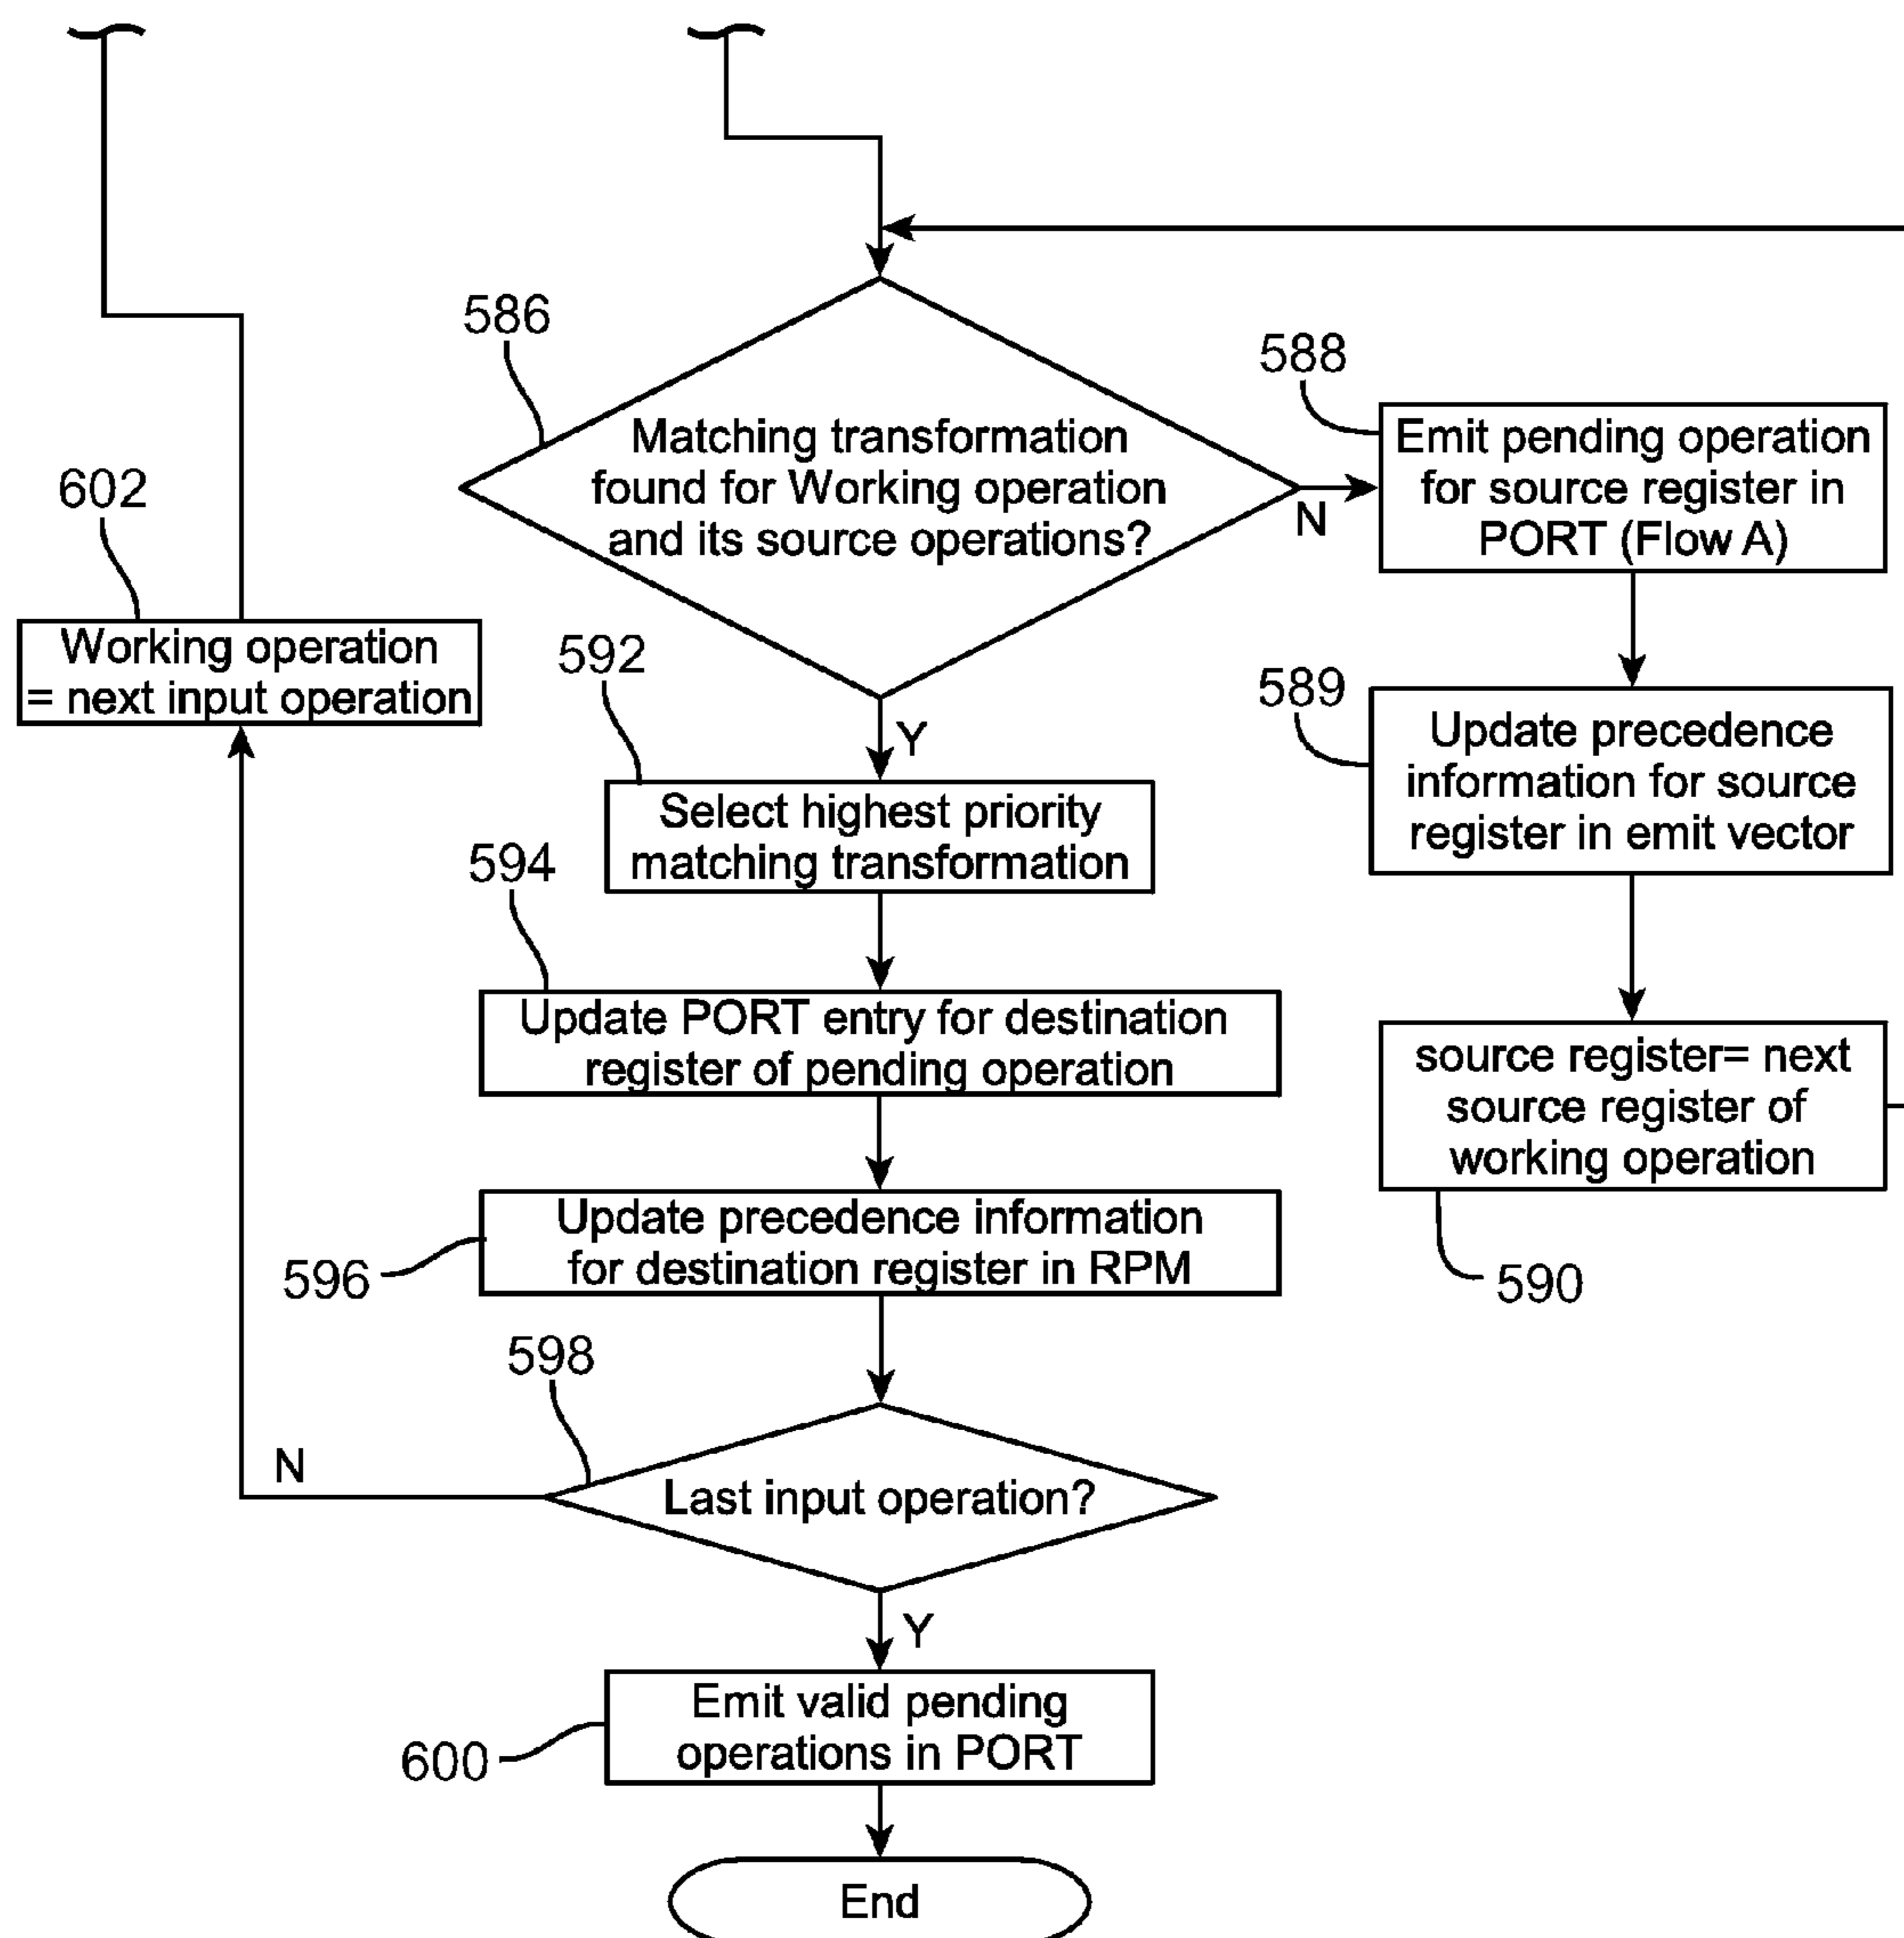 586
588
Matching transformation
found for Working operation
and its source operations?
N
Emit pending operation
for source register in
PORT (Flow A)
602
Working operation
= next input operation
592
Y
589
Update precedence
information for source
register in emit vector
Select highest priority
matching transformation
594
Update PORT entry for destination
register of pending operation
source register= next
source register of
working operation
590
Update precedence information
for destination register in RPM
596
598
N
Last input operation?
Y
Emit valid pending
operations in PORT
600
End